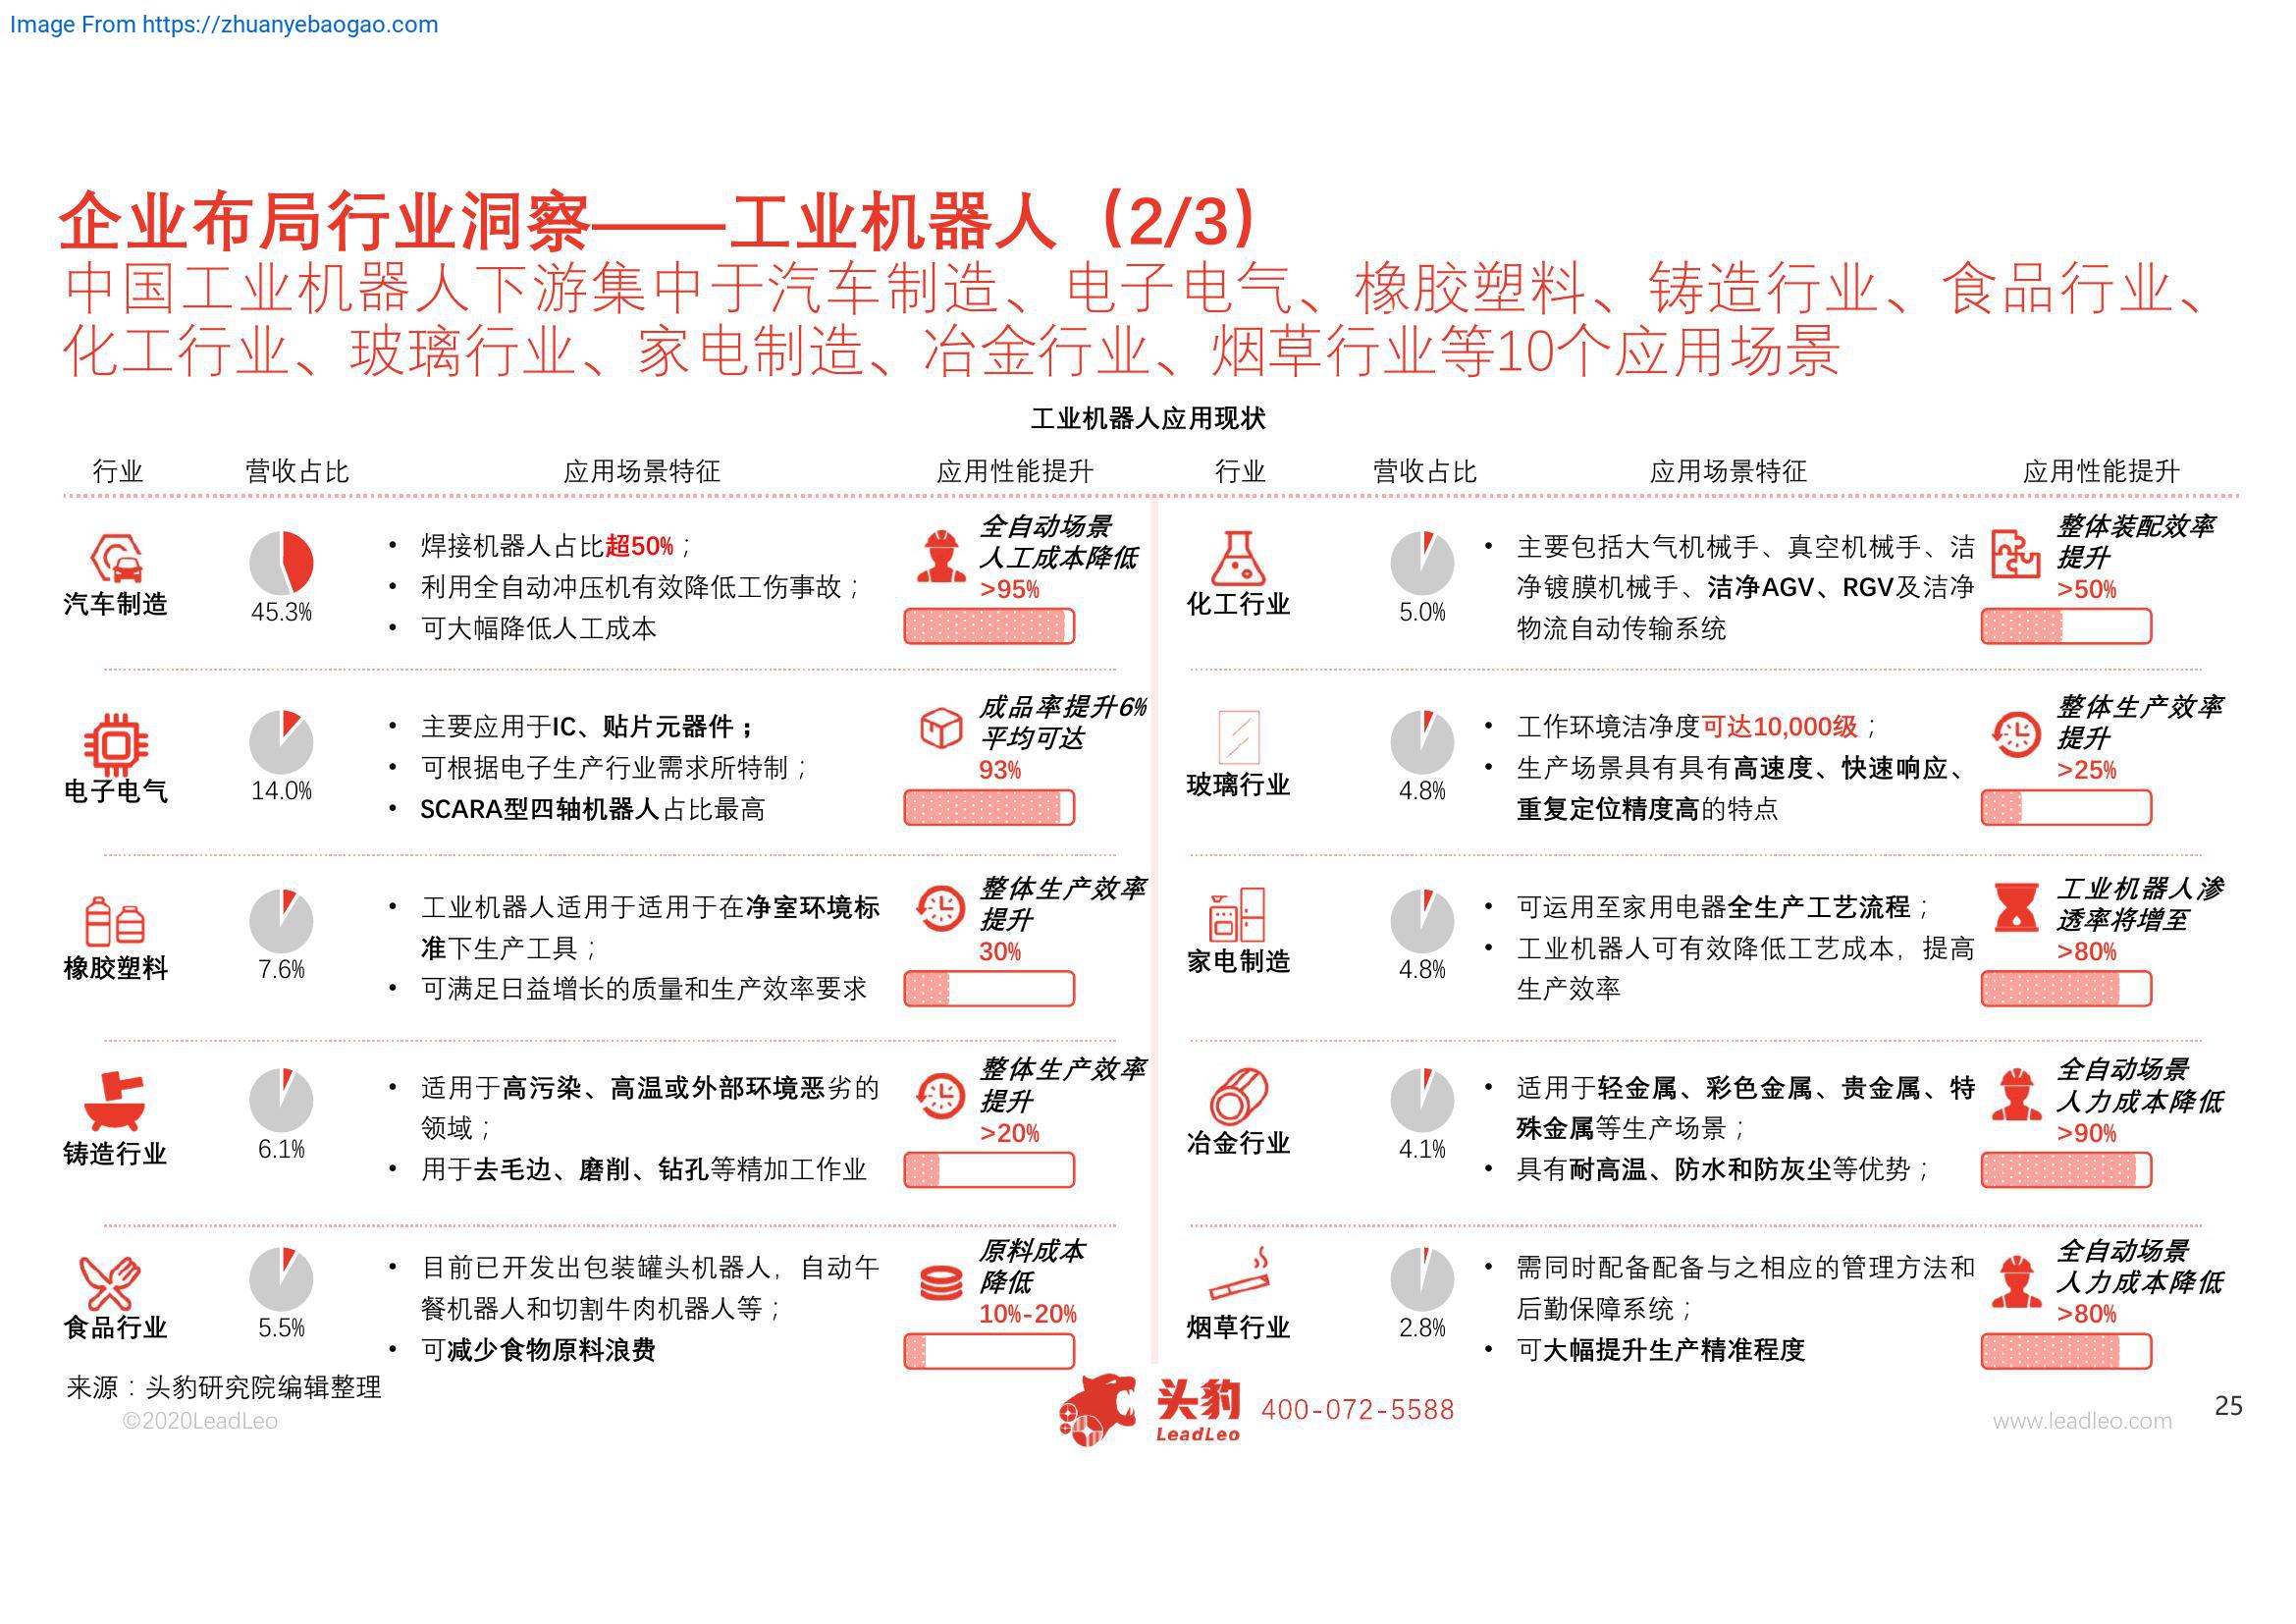 Image From https://zhuanyebaogao.com
企业布局行业洞察——工业机器人（2/3）
中国工业机器人下游集中于汽车制造、电子电气、橡胶塑料、铸造行业、食品行业、
化工行业、玻璃行业、家电制造、冶金行业、烟草行业等10个应用场景
工业机器人应用现状
行业 营收占比 应用场景特征 应用性能提升
汽车制造
45.3%
• 焊接机器人占比超50%；
• 利用全自动冲压机有效降低工伤事故；
• 可大幅降低人工成本
全自动场景
人工成本降低
>95%
电子电气
14.0%
• 主要应用于IC、贴片元器件；
• 可根据电子生产行业需求所特制；
• SCARA型四轴机器人占比最高
成品率提升6%
平均可达
93%
橡胶塑料
7.6%
• 工业机器人适用于适用于在净室环境标
准下生产工具；
• 可满足日益增长的质量和生产效率要求
整体生产效率
提升
30%
铸造行业
6.1%
• 适用于高污染、高温或外部环境恶劣的
领域；
• 用于去毛边、磨削、钻孔等精加工作业
整体生产效率
提升
>20%
食品行业
5.5%
• 目前已开发出包装罐头机器人，自动午
餐机器人和切割牛肉机器人等；
• 可减少食物原料浪费
原料成本
降低
10%-20%
行业 营收占比 应用场景特征 应用性能提升
化工行业
5.0%
• 主要包括大气机械手、真空机械手、洁
净镀膜机械手、洁净AGV、RGV及洁净
物流自动传输系统
整体装配效率
提升
>50%
玻璃行业
4.8%
• 工作环境洁净度可达10,000级；
• 生产场景具有具有高速度、快速响应、
重复定位精度高的特点
整体生产效率
提升
>25%
家电制造
4.8%
• 可运用至家用电器全生产工艺流程；
• 工业机器人可有效降低工艺成本，提高
生产效率
工业机器人渗
透率将增至
>80%
冶金行业
4.1%
• 适用于轻金属、彩色金属、贵金属、特
殊金属等生产场景；
• 具有耐高温、防水和防灰尘等优势；
全自动场景
人力成本降低
>90%
烟草行业
2.8%
• 需同时配备配备与之相应的管理方法和
后勤保障系统；
• 可大幅提升生产精准程度
全自动场景
人力成本降低
>80%
来源：头豹研究院编辑整理
©2020LeadLeo
头豹
LeadLeo
400-072-5588
www.leadleo.com
25